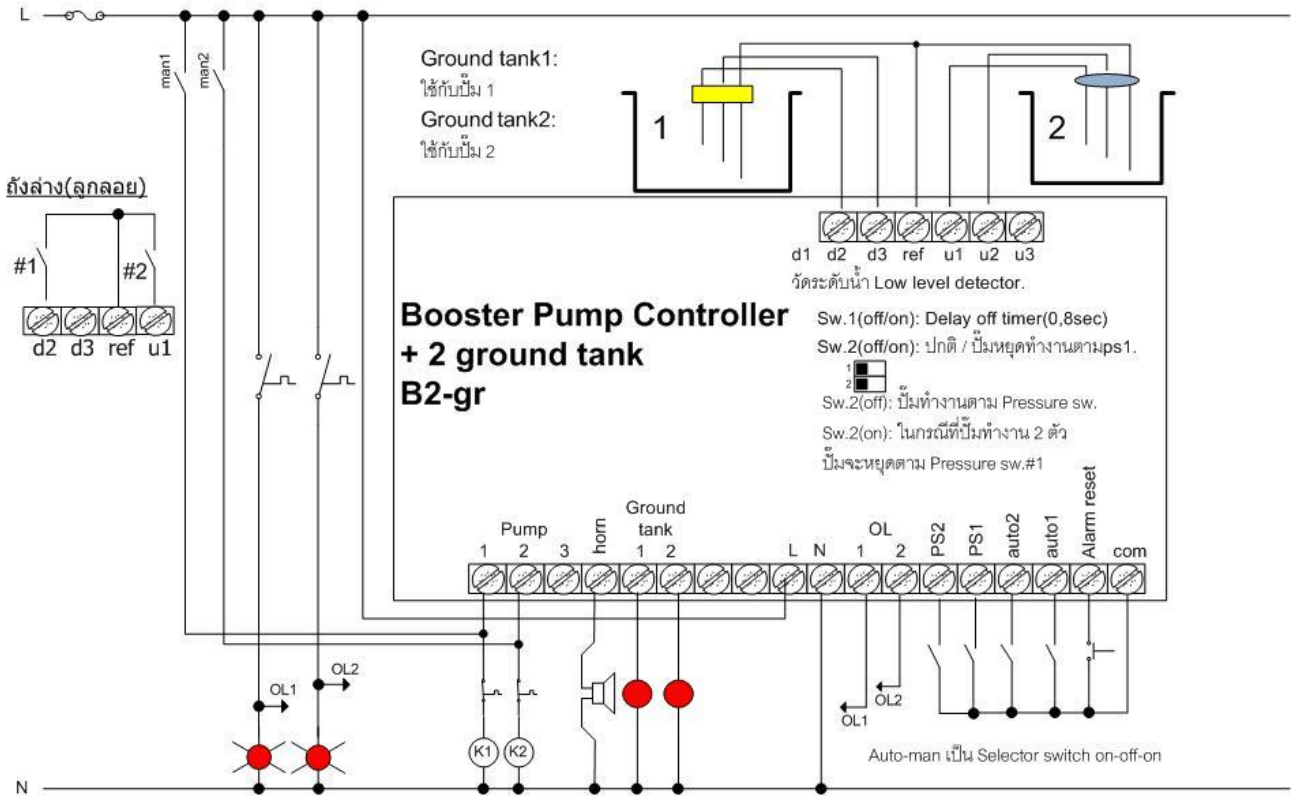 L
man1
man2
Ground tank1:
ใช้กับปั๊ม 1
Ground tank2:
ใช้กับปั๊ม 2
1
2
ถังล่าง(ลูกลอย)
#1
#2
d2 d3 ref u1
d1 d2 d3 ref u1 u2 u3
วัดระดับน้ำ Low level detector.
Booster Pump Controller
+ 2 ground tank
B2-gr
Sw.1(off/on): Delay off timer(0,8sec)
Sw.2(off/on): ปกติ / ปั๊มหยุดทำงานตามps1.
1
2
Sw.2(off): ปั๊มทำงานตาม Pressure sw.
Sw.2(on): ในกรณีที่ปั๊มทำงาน 2 ตัว
ปั๊มจะหยุดตาม Pressure sw.#1
Pump
1 2 3
horn
Ground
tank
1 2
L N
OL
1 2
PS2
PS1
auto2
auto1
Alarm reset
com
OL1
OL2
K1
K2
OL1
OL2
Auto-man เป็น Selector switch on-off-on
N